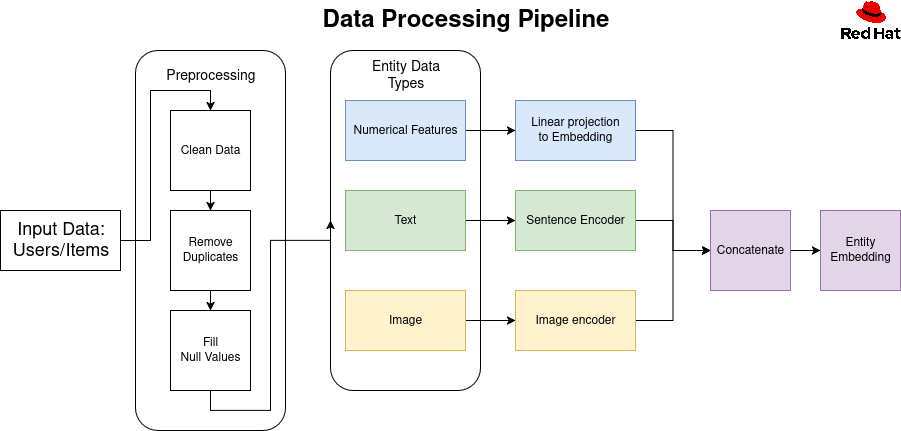 Data Processing Pipeline
Red Hat
Preprocessing
Clean Data
Remove
Duplicates
Fill
Null Values
Input Data:
Users/Items
Entity Data
Types
Numerical Features
Text
Image
Linear projection
to Embedding
Sentence Encoder
Image encoder
Concatenate
Entity
Embedding